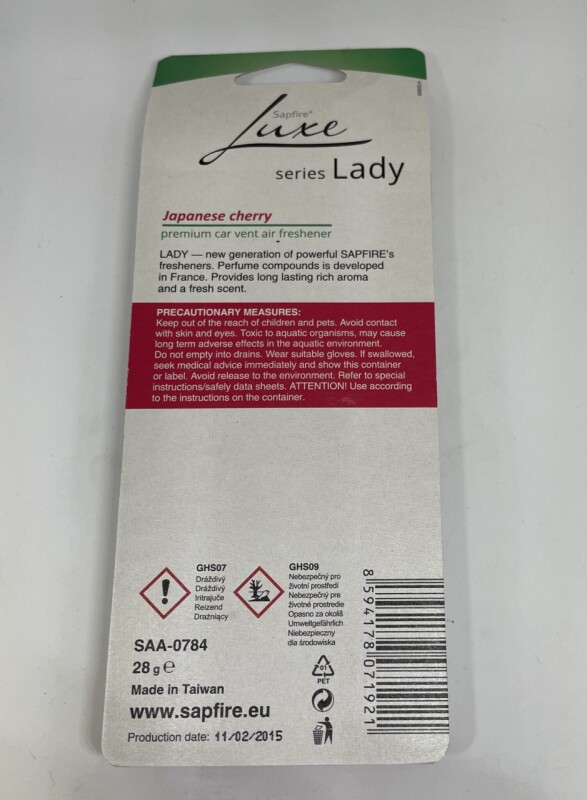 Sapfire®
Luxe
series Lady
Japanese cherry
premium car vent air freshener
LADY — new generation of powerful SAPFIRE's
fresheners. Perfume compounds is developed
in France. Provides long lasting rich aroma
and a fresh scent.
PRECAUTIONARY MEASURES:
Keep out of the reach of children and pets. Avoid contact
with skin and eyes. Toxic to aquatic organisms, may cause
long term adverse effects in the aquatic environment.
Do not empty into drains. Wear suitable gloves. If swallowed,
seek medical advice immediately and show this container
or label. Avoid release to the environment. Refer to special
instructions/safely data sheets. ATTENTION! Use according
to the instructions on the container.
GHS07
Dráždivý
Dráždivý
Iritrajuče
Reizend
Drażniący
GHS09
Nebezpečný pro
životní prostředí
Nebezpečný pre
životné prostredie
Opasno za okoliš
Umweltgefährlich
Niebezpieczny
dla środowiska
SAA-0784
28 g ℮
Made in Taiwan
www.sapfire.eu
Production date: 11/02/2015
01
PET
8 594178 071921